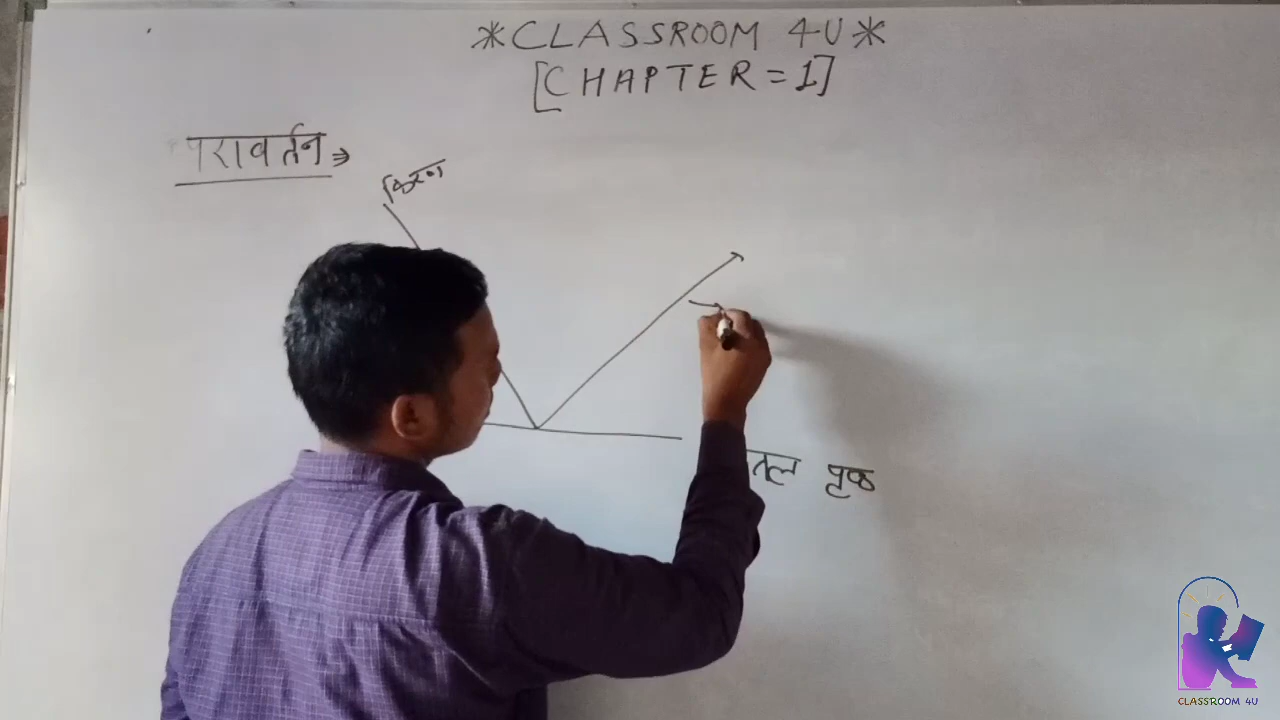 *CLASSROOM 4U*
[CHAPTER=1]
परावर्तन ⇒
किरण
तल पृष्ठ
CLASSROOM 4U